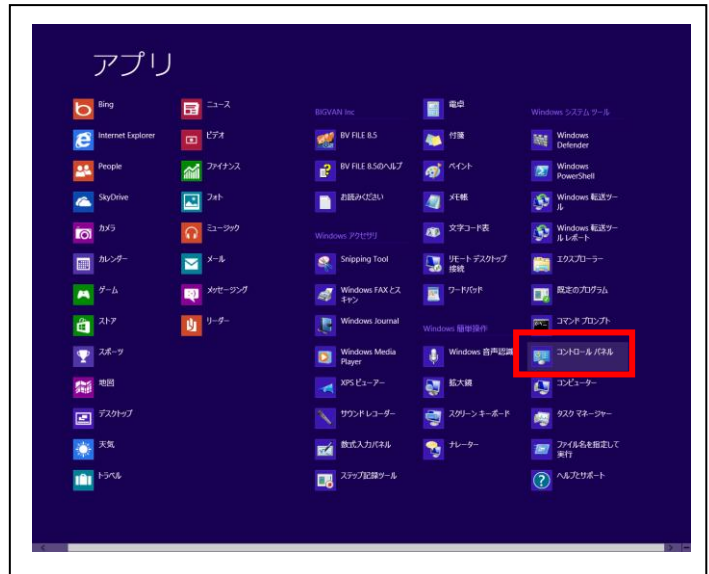 アプリ
Bing
Internet Explorer
People
SkyDrive
カメラ
カレンダー
ゲーム
ストア
スポーツ
地図
デスクトップ
天気
トラベル
ニュース
ビデオ
ファイナンス
フォト
ミュージック
メール
メッセージング
リーダー
BIGVAN Inc
BV FILE 8.5
BV FILE 8.5のヘルプ
お読みください
Windows アクセサリ
Snipping Tool
Windows FAX とス
キャン
Windows Journal
Windows Media
Player
XPS ビューアー
サウンド レコーダー
数式入力パネル
ステップ記録ツール
電卓
付箋
ペイント
メモ帳
文字コード表
リモート デスクトップ
接続
ワードパッド
Windows 簡単操作
Windows 音声認識
拡大鏡
スクリーン キーボード
ナレーター
Windows システム ツール
Windows
Defender
Windows
PowerShell
Windows 転送ツー
ル
Windows 転送ツー
ル レポート
エクスプローラー
既定のプログラム
コマンド プロンプト
コントロール パネル
コンピューター
タスク マネージャー
ファイル名を指定して
実行
ヘルプとサポート